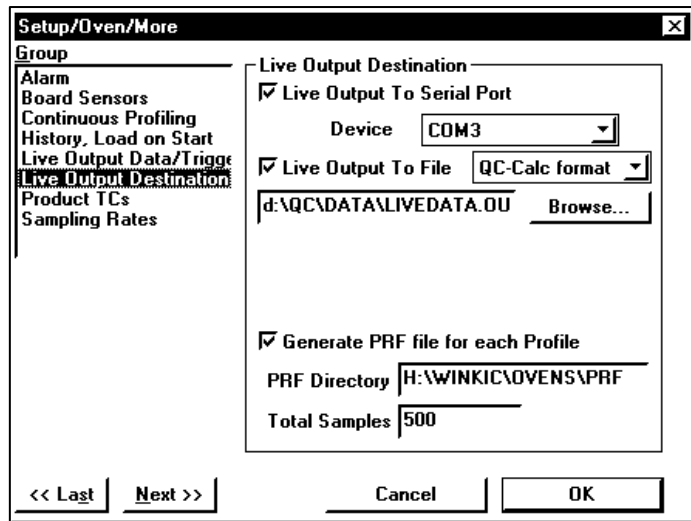 Setup/Oven/More
Group
Alarm
Board Sensors
Continuous Profiling
History, Load on Start
Live Output Data/Trigge
Live Output Destination
Product TCs
Sampling Rates
Live Output Destination
Live Output To Serial Port
Device COM3
Live Output To File QC-Calc format
d:\QC\DATA\LIVEDATA.OU Browse...
Generate PRF file for each Profile
PRF Directory H:\WINKIC\OVENS\PRF
Total Samples 500
<< Last Next >> Cancel OK